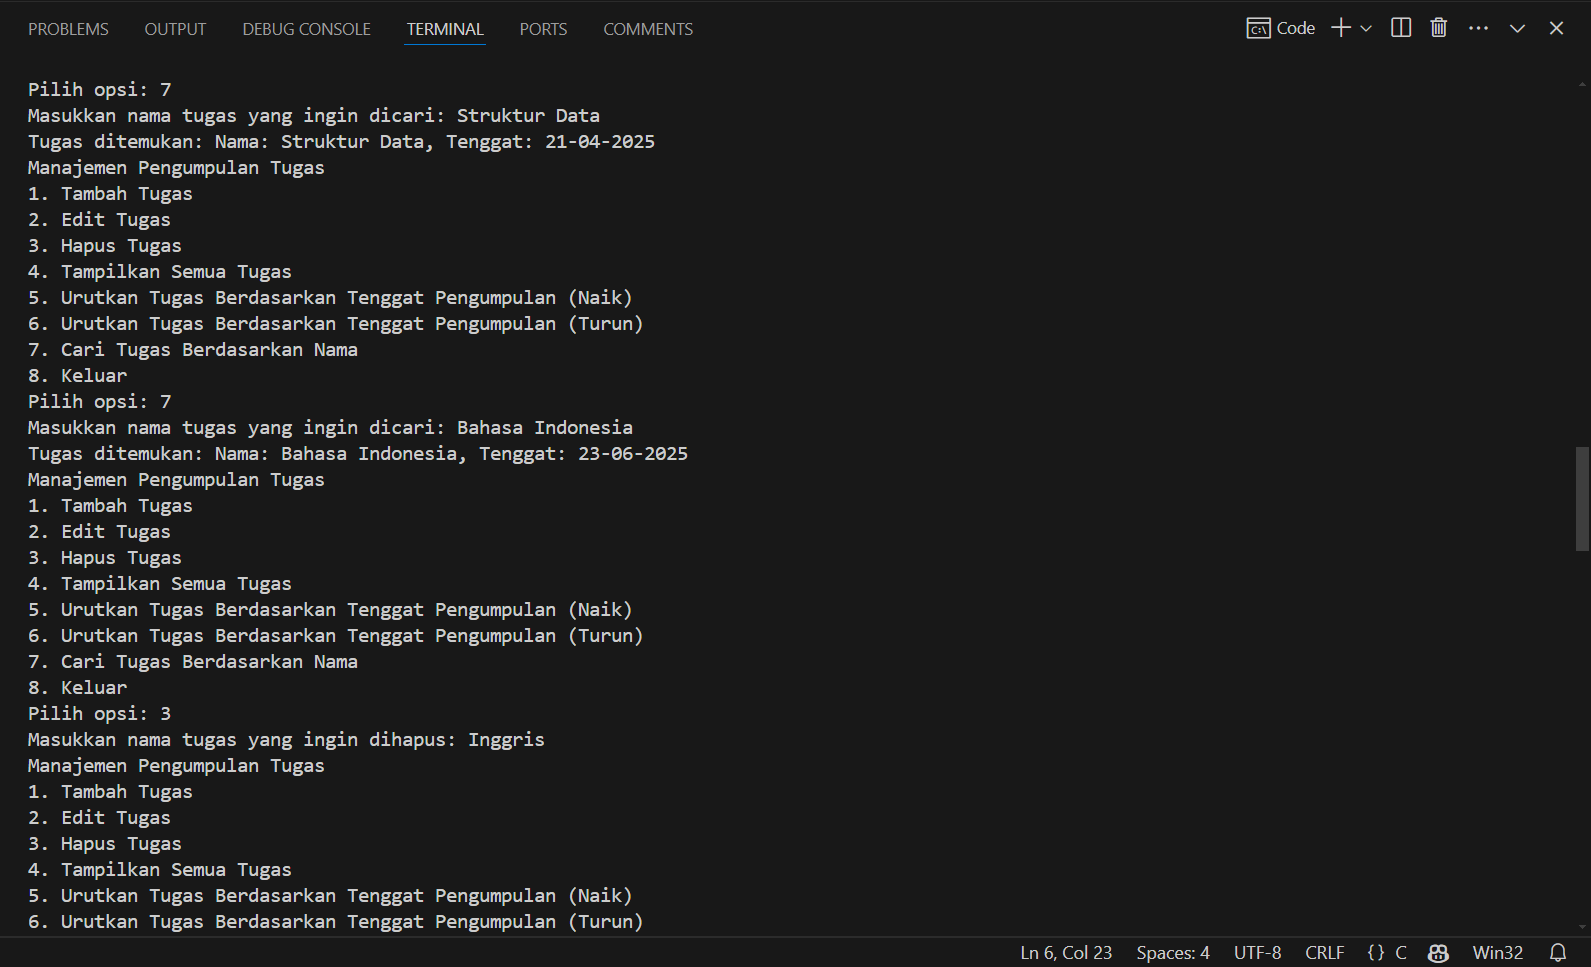 PROBLEMS OUTPUT DEBUG CONSOLE TERMINAL PORTS COMMENTS Code
Pilih opsi: 7
Masukkan nama tugas yang ingin dicari: Struktur Data
Tugas ditemukan: Nama: Struktur Data, Tenggat: 21-04-2025
Manajemen Pengumpulan Tugas
1. Tambah Tugas
2. Edit Tugas
3. Hapus Tugas
4. Tampilkan Semua Tugas
5. Urutkan Tugas Berdasarkan Tenggat Pengumpulan (Naik)
6. Urutkan Tugas Berdasarkan Tenggat Pengumpulan (Turun)
7. Cari Tugas Berdasarkan Nama
8. Keluar
Pilih opsi: 7
Masukkan nama tugas yang ingin dicari: Bahasa Indonesia
Tugas ditemukan: Nama: Bahasa Indonesia, Tenggat: 23-06-2025
Manajemen Pengumpulan Tugas
1. Tambah Tugas
2. Edit Tugas
3. Hapus Tugas
4. Tampilkan Semua Tugas
5. Urutkan Tugas Berdasarkan Tenggat Pengumpulan (Naik)
6. Urutkan Tugas Berdasarkan Tenggat Pengumpulan (Turun)
7. Cari Tugas Berdasarkan Nama
8. Keluar
Pilih opsi: 3
Masukkan nama tugas yang ingin dihapus: Inggris
Manajemen Pengumpulan Tugas
1. Tambah Tugas
2. Edit Tugas
3. Hapus Tugas
4. Tampilkan Semua Tugas
5. Urutkan Tugas Berdasarkan Tenggat Pengumpulan (Naik)
6. Urutkan Tugas Berdasarkan Tenggat Pengumpulan (Turun)
Ln 6, Col 23 Spaces: 4 UTF-8 CRLF {} C Win32